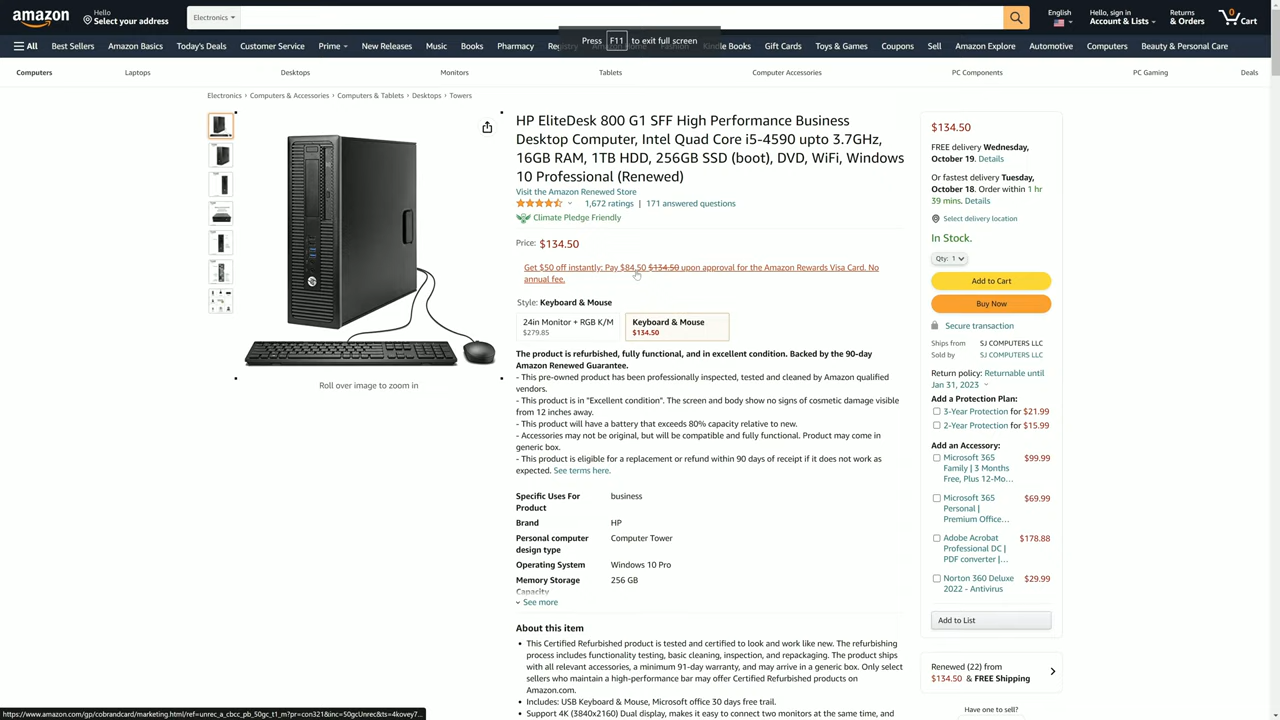 amazon
Hello
Select your address
Electronics
English
Hello, sign in
Account & Lists
Returns
& Orders
0
Cart
Press F11 to exit full screen
All
Best Sellers
Amazon Basics
Today's Deals
Customer Service
Prime
New Releases
Music
Books
Pharmacy
Kindle Books
Gift Cards
Toys & Games
Coupons
Sell
Amazon Explore
Automotive
Computers
Beauty & Personal Care
Computers
Laptops
Desktops
Monitors
Tablets
Computer Accessories
PC Components
PC Gaming
Deals
Electronics › Computers & Accessories › Computers & Tablets › Desktops › Towers
Roll over image to zoom in
HP EliteDesk 800 G1 SFF High Performance Business
Desktop Computer, Intel Quad Core i5-4590 upto 3.7GHz,
16GB RAM, 1TB HDD, 256GB SSD (boot), DVD, WiFi, Windows
10 Professional (Renewed)
Visit the Amazon Renewed Store
1,672 ratings | 171 answered questions
Climate Pledge Friendly
Price: $134.50
Get $50 off instantly: Pay $84.50 $134.50 upon approval for the Amazon Rewards Visa Card. No
annual fee.
Style: Keyboard & Mouse
24in Monitor + RGB K/M
$279.85
Keyboard & Mouse
$134.50
The product is refurbished, fully functional, and in excellent condition. Backed by the 90-day
Amazon Renewed Guarantee.
- This pre-owned product has been professionally inspected, tested and cleaned by Amazon qualified
vendors.
- This product is in "Excellent condition". The screen and body show no signs of cosmetic damage visible
from 12 inches away.
- This product will have a battery that exceeds 80% capacity relative to new.
- Accessories may not be original, but will be compatible and fully functional. Product may come in
generic box.
- This product is eligible for a replacement or refund within 90 days of receipt if it does not work as
expected. See terms here.
Specific Uses For
Product
business
Brand
HP
Personal computer
design type
Computer Tower
Operating System
Windows 10 Pro
Memory Storage
Capacity
256 GB
See more
About this item
• This Certified Refurbished product is tested and certified to look and work like new. The refurbishing
process includes functionality testing, basic cleaning, inspection, and repackaging. The product ships
with all relevant accessories, a minimum 91-day warranty, and may arrive in a generic box. Only select
sellers who maintain a high-performance bar may offer Certified Refurbished products on
Amazon.com.
• Includes: USB Keyboard & Mouse, Microsoft office 30 days free trail.
• Support 4K (3840x2160) Dual display, makes it easy to connect two monitors at the same time, and
$134.50
FREE delivery Wednesday,
October 19. Details
Or fastest delivery Tuesday,
October 18. Order within 1 hr
39 mins. Details
Select delivery location
In Stock.
Qty: 1
Add to Cart
Buy Now
Secure transaction
Ships from SJ COMPUTERS LLC
Sold by SJ COMPUTERS LLC
Return policy: Returnable until
Jan 31, 2023
Add a Protection Plan:
3-Year Protection for $21.99
2-Year Protection for $15.99
Add an Accessory:
Microsoft 365
Family | 3 Months
Free, Plus 12-Mo...
$99.99
Microsoft 365
Personal |
Premium Office...
$69.99
Adobe Acrobat
Professional DC |
PDF converter |...
$178.88
Norton 360 Deluxe
2022 - Antivirus
$29.99
Add to List
Renewed (22) from
$134.50 & FREE Shipping
Have one to sell?
https://www.amazon.com/gp/cobrandcard/marketing.html/ref=unrec_a_cbcc_pb_50gc_t1_m?pr=con321&inc=50gcUnrec&ts=4kovey7...